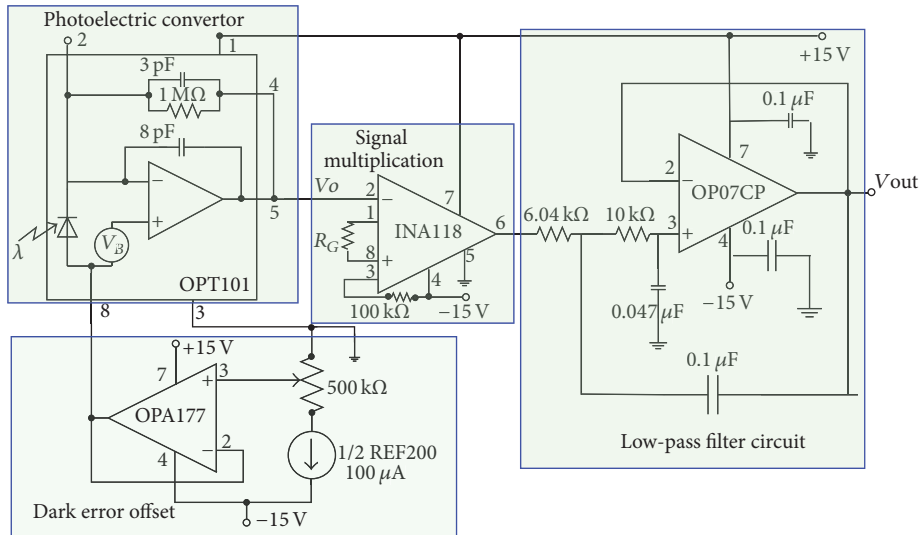 Photoelectric convertor
2
1
3 pF
4
1 MΩ
8 pF
−
+
5
λ
V_B
OPT101
8
3
Signal multiplication
Vo
2
−
7
1
R_G
INA118
6
8
+
3
5
4
100 kΩ
−15 V
+15 V
0.1 μF
7
2
−
OP07CP
Vout
6.04 kΩ
10 kΩ
3
+
4
0.1 μF
−15 V
0.047 μF
0.1 μF
Low-pass filter circuit
+15 V
7
+
3
500 kΩ
OPA177
−
2
4
1/2 REF200
100 μA
Dark error offset
−15 V